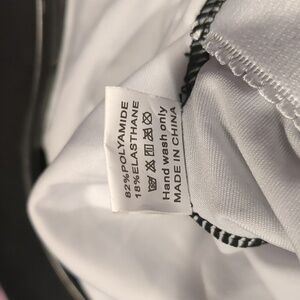 82%POLYAMIDE
18%ELASTHANE
Hand wash only
MADE IN CHINA